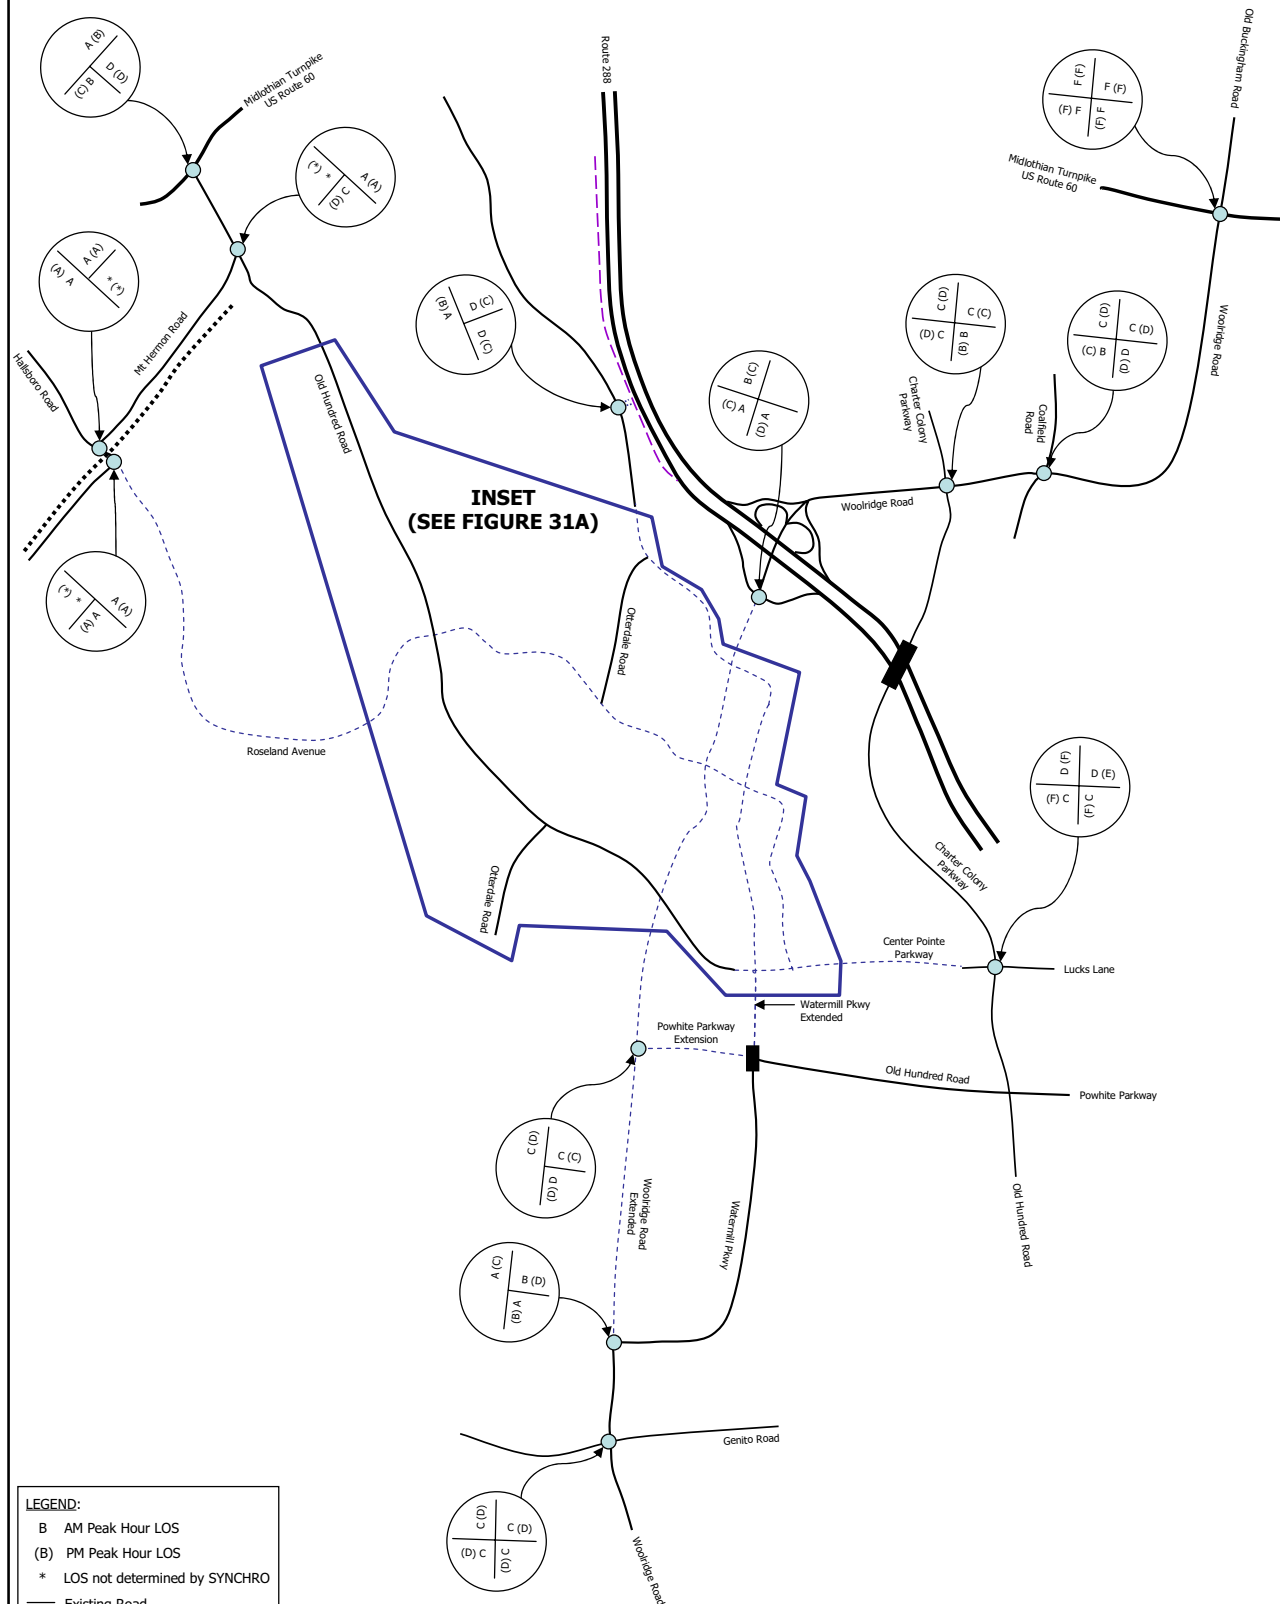 A (B)
D (D)
(C) B
Midlothian Turnpike
US Route 60
(*) *
A (A)
(D) C
Route 288
Old Buckingham Road
F (F)
F (F)
(F) F
(F) F
Midlothian Turnpike
US Route 60
A (A)
(A) A
* (*)
Hallsboro Road
Mt Hermon Road
Old Hundred Road
(B) A
D (C)
D (C)
B (C)
(C) A
(D) A
C (D)
C (C)
(D) C
(B) B
C (D)
C (D)
(C) B
(D) D
Woolridge Road
Charter Colony
Parkway
Coalfield
Road
Woolridge Road
INSET
(SEE FIGURE 31A)
(*) *
A (A)
(A) A
Otterdale Road
Roseland Avenue
D (F)
D (E)
(F) C
(F) C
Charter Colony
Parkway
Otterdale Road
Center Pointe
Parkway
Lucks Lane
Watermill Pkwy
Extended
Powhite Parkway
Extension
Old Hundred Road
Powhite Parkway
C (D)
C (C)
(D) D
Woolridge Road
Extended
Watermill Pkwy
Old Hundred Road
A (C)
B (D)
(B) A
Genito Road
C (D)
C (D)
(D) C
(D) C
Woolridge Road
LEGEND:
B AM Peak Hour LOS
(B) PM Peak Hour LOS
* LOS not determined by SYNCHRO
Existing Road